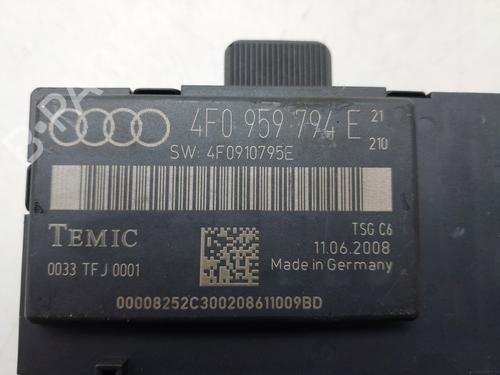 4F0 959 794 E 21
210
SW: 4F0910795E
TEMIC
TSG C6
11.06.2008
0033 TFJ 0001
Made in Germany
00008252C300208611009BD
B-PA